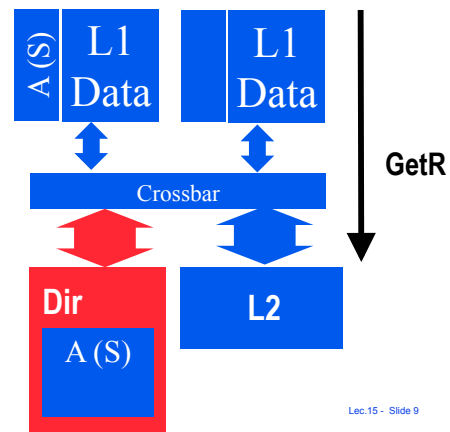 A (S)
L1
Data
L1
Data
GetR
Crossbar
Dir
A (S)
L2
Lec.15 - Slide 9